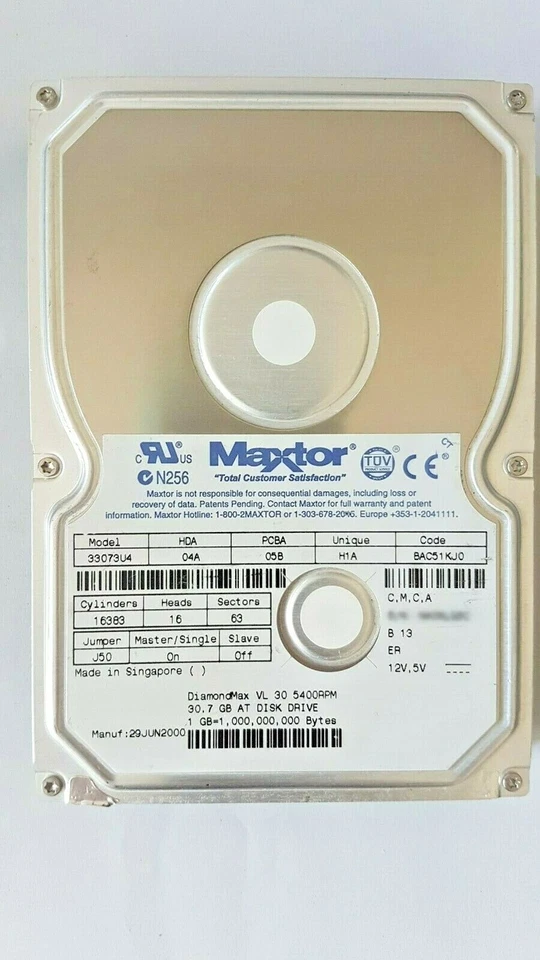 C UR US
N256
Maxtor®
"Total Customer Satisfaction"
TÜV
CE
Maxtor is not responsible for consequential damages, including loss or
recovery of data. Patents Pending. Contact Maxtor for full warranty and patent
information. Maxtor Hotline: 1-800-2MAXTOR or 1-303-678-2045. Europe +353-1-2041111.
Model HDA PCBA Unique Code
33073U4 04A 05B H1A BAC51KJ0
Cylinders Heads Sectors
16383 16 63
Jumper Master/Single Slave
J50 On Off
Made in Singapore ( )
C,M,C,A
B 13
ER
12V,5V
DiamondMax VL 30 5400RPM
30.7 GB AT DISK DRIVE
1 GB=1,000,000,000 Bytes
Manuf:29JUN2000